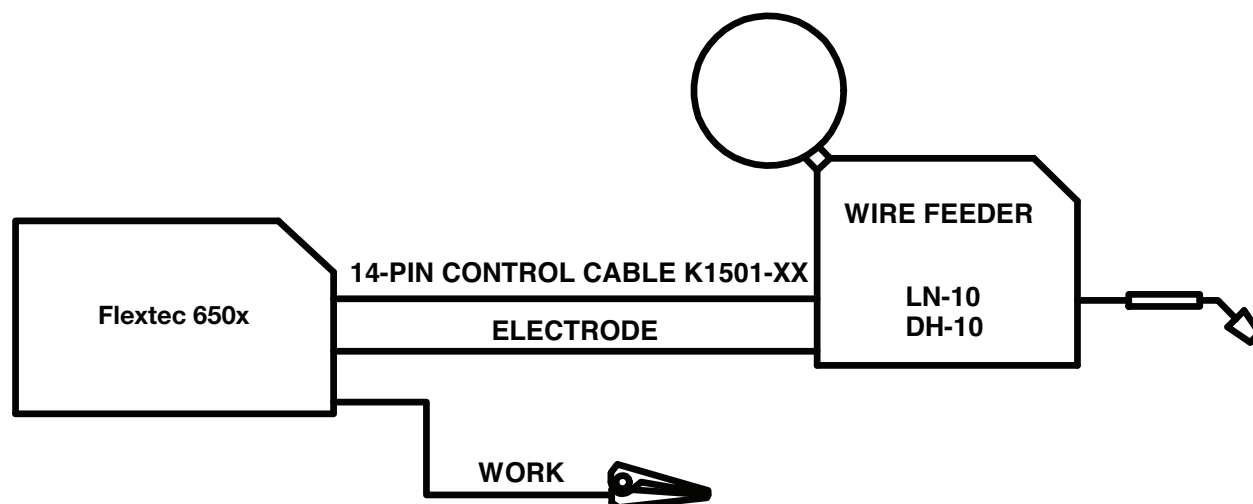 WIRE FEEDER
14-PIN CONTROL CABLE K1501-XX
LN-10
Flextec 650x
DH-10
ELECTRODE
WORK